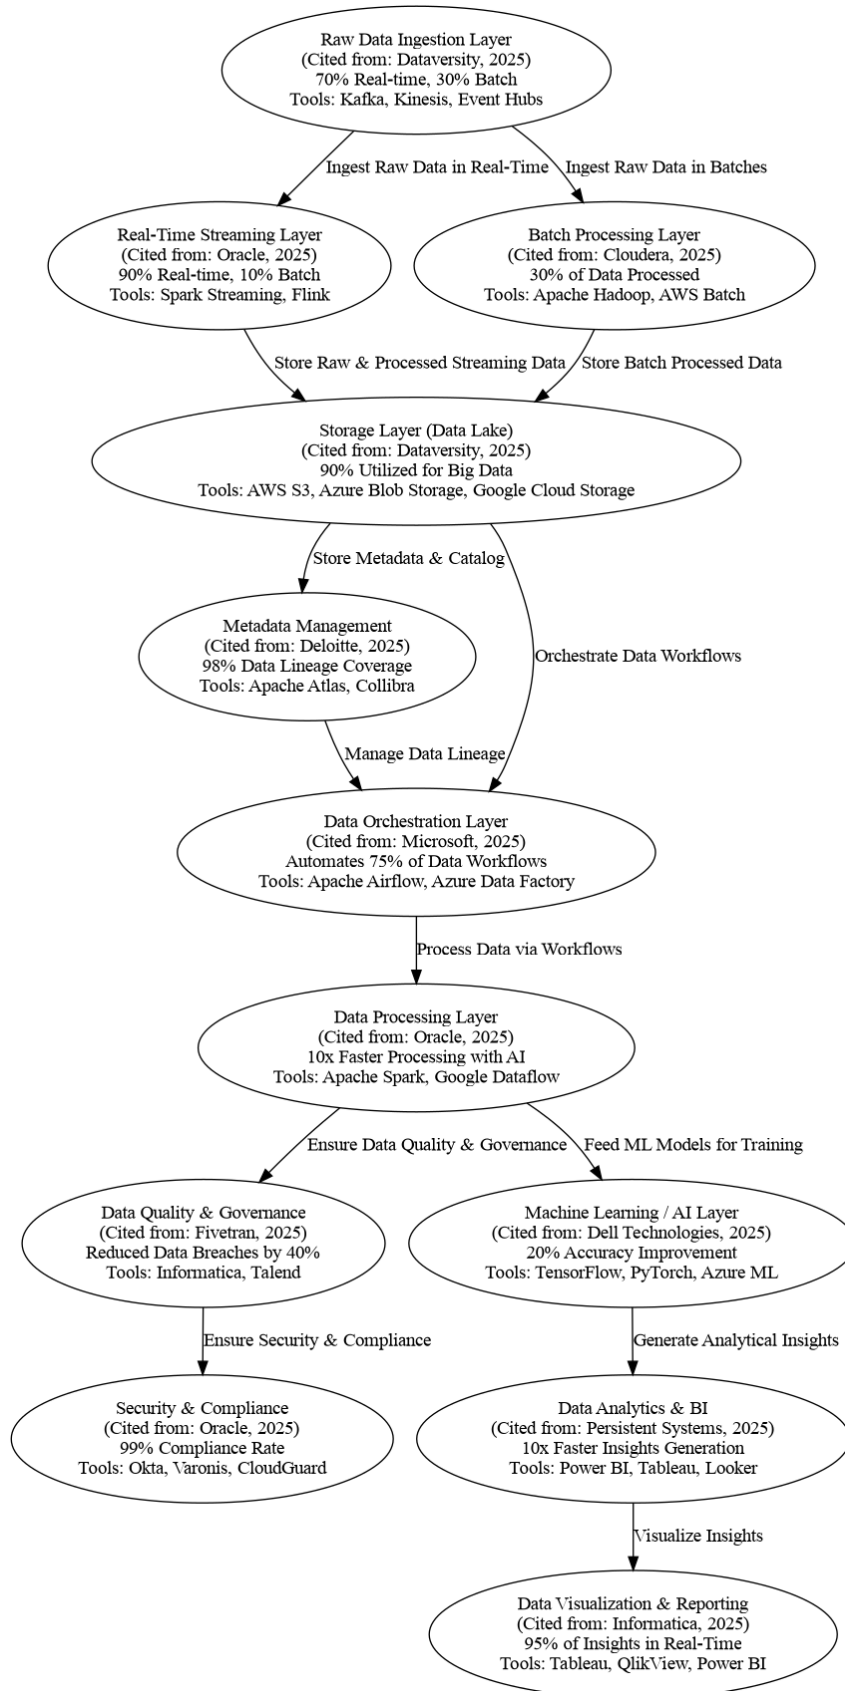 Raw Data Ingestion Layer
(Cited from: Dataversity, 2025)
70% Real-time, 30% Batch
Tools: Kafka, Kinesis, Event Hubs
Ingest Raw Data in Real-Time
Ingest Raw Data in Batches
Real-Time Streaming Layer
(Cited from: Oracle, 2025)
90% Real-time, 10% Batch
Tools: Spark Streaming, Flink
Batch Processing Layer
(Cited from: Cloudera, 2025)
30% of Data Processed
Tools: Apache Hadoop, AWS Batch
Store Raw & Processed Streaming Data
Store Batch Processed Data
Storage Layer (Data Lake)
(Cited from: Dataversity, 2025)
90% Utilized for Big Data
Tools: AWS S3, Azure Blob Storage, Google Cloud Storage
Store Metadata & Catalog
Metadata Management
(Cited from: Deloitte, 2025)
98% Data Lineage Coverage
Tools: Apache Atlas, Collibra
Orchestrate Data Workflows
Manage Data Lineage
Data Orchestration Layer
(Cited from: Microsoft, 2025)
Automates 75% of Data Workflows
Tools: Apache Airflow, Azure Data Factory
Process Data via Workflows
Data Processing Layer
(Cited from: Oracle, 2025)
10x Faster Processing with AI
Tools: Apache Spark, Google Dataflow
Ensure Data Quality & Governance
Feed ML Models for Training
Data Quality & Governance
(Cited from: Fivetran, 2025)
Reduced Data Breaches by 40%
Tools: Informatica, Talend
Machine Learning / AI Layer
(Cited from: Dell Technologies, 2025)
20% Accuracy Improvement
Tools: TensorFlow, PyTorch, Azure ML
Ensure Security & Compliance
Generate Analytical Insights
Security & Compliance
(Cited from: Oracle, 2025)
99% Compliance Rate
Tools: Okta, Varonis, CloudGuard
Data Analytics & BI
(Cited from: Persistent Systems, 2025)
10x Faster Insights Generation
Tools: Power BI, Tableau, Looker
Visualize Insights
Data Visualization & Reporting
(Cited from: Informatica, 2025)
95% of Insights in Real-Time
Tools: Tableau, QlikView, Power BI